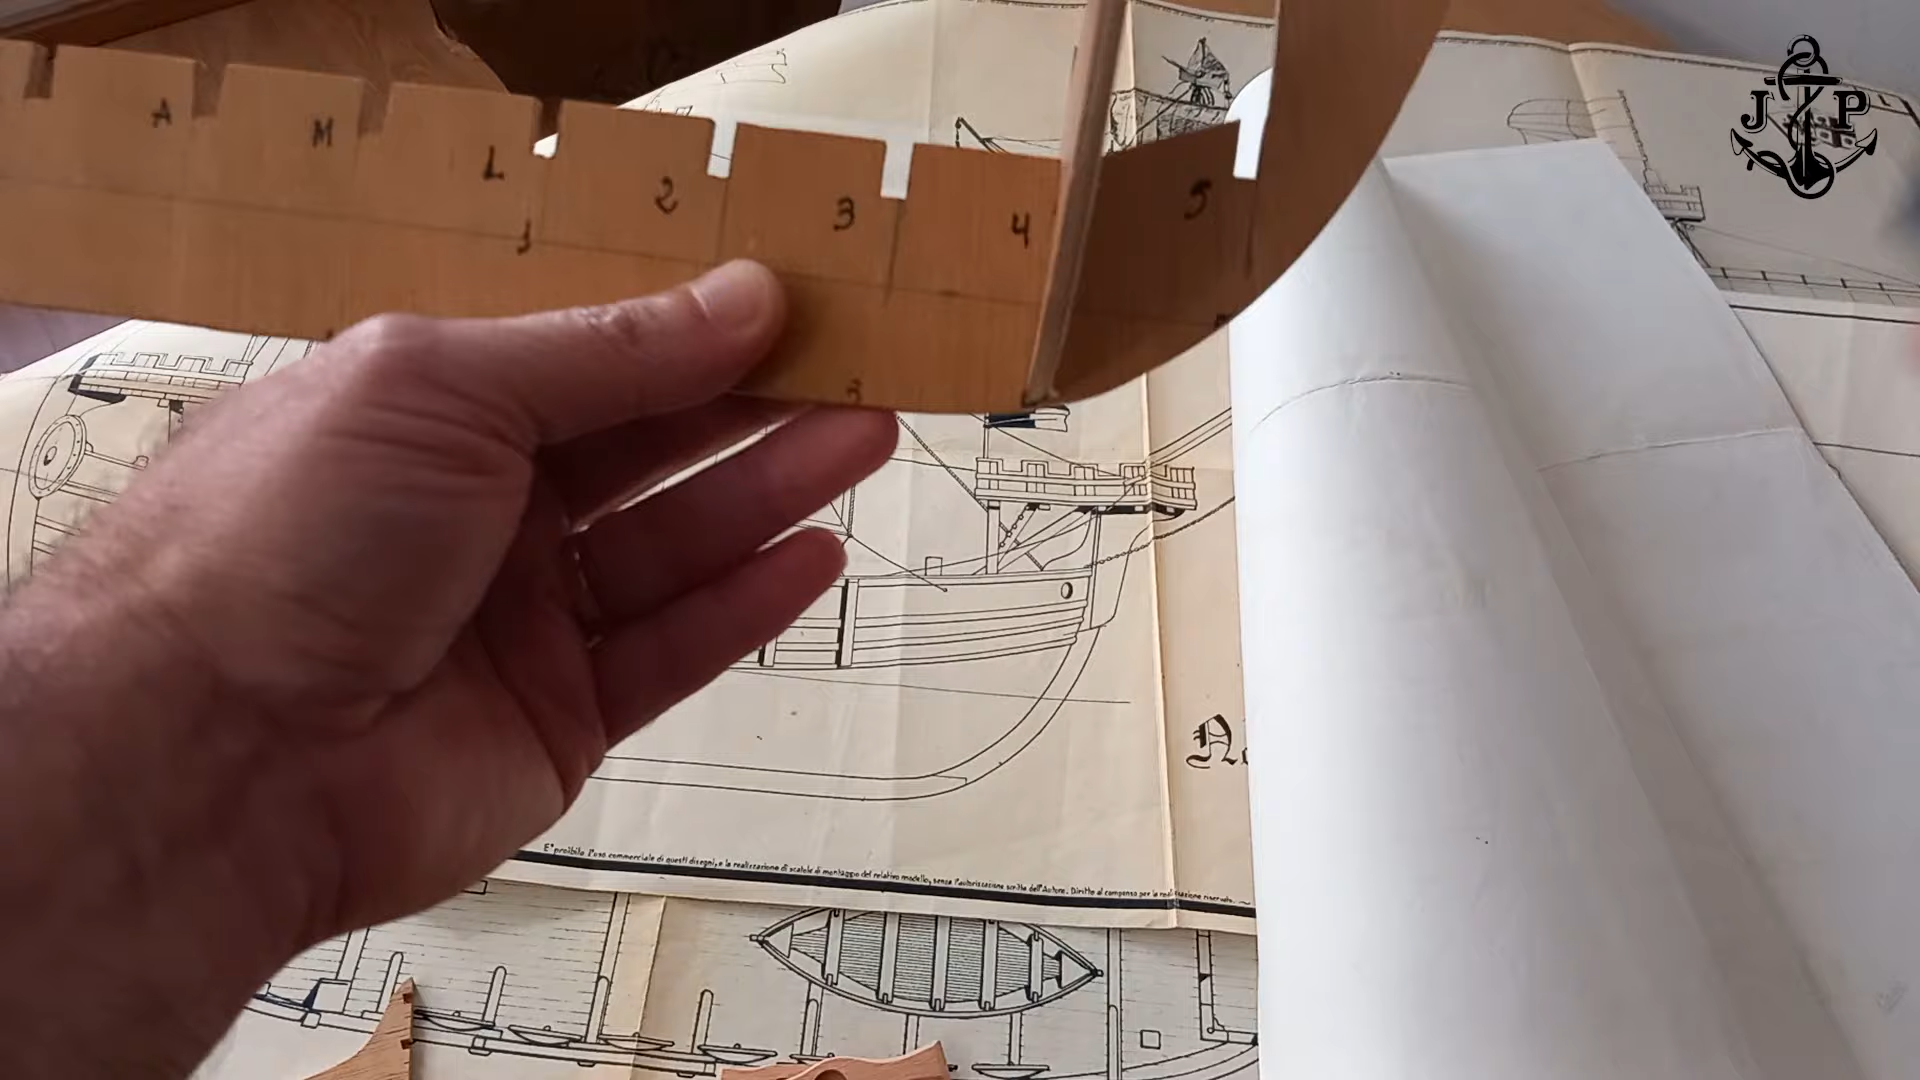 J P
A
M
L
1
2
3
4
5
3
E' proibito l'uso commerciale di questi disegni, e la realizzazione di scatole di montaggio del relativo modello, senza l'autorizzazione scritta dell'Autore. Diritto al compenso per la realizzazione riservato.